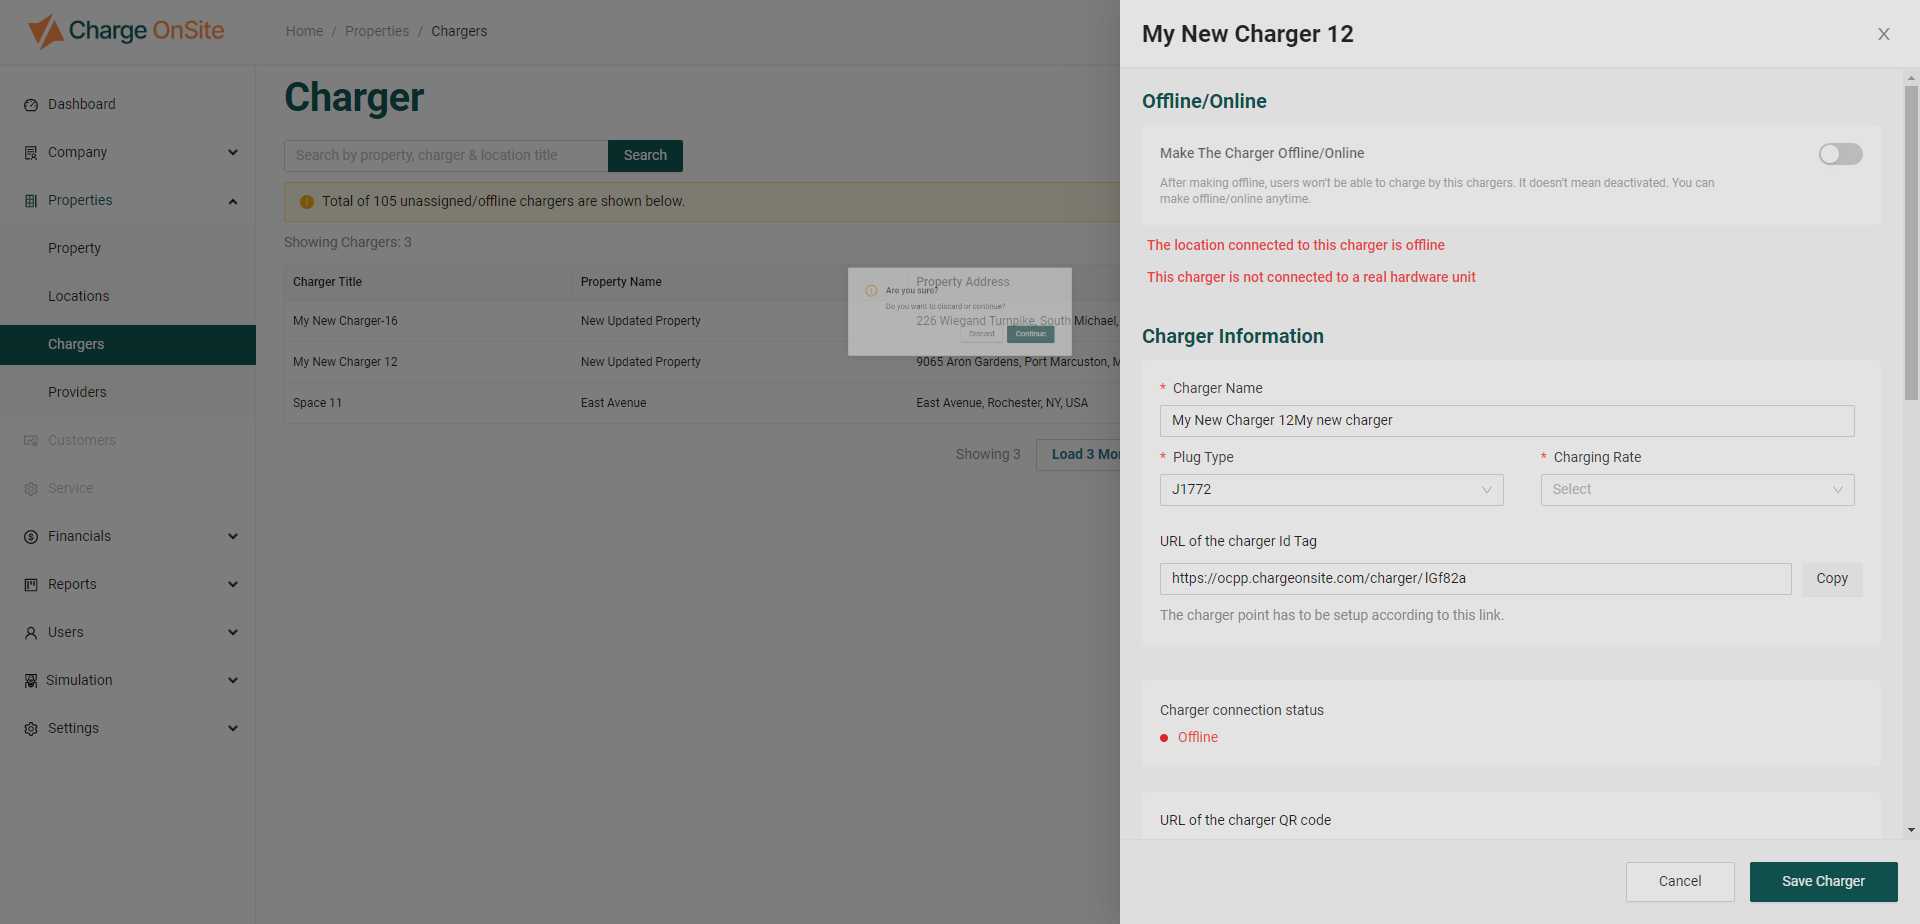 Charge OnSite
Home / Properties / Chargers
Dashboard
Company
Properties
Property
Locations
Chargers
Providers
Customers
Service
Financials
Reports
Users
Simulation
Settings
Charger
Search by property, charger & location title
Search
Total of 105 unassigned/offline chargers are shown below.
Showing Chargers: 3
Charger Title Property Name Property Address
My New Charger-16 New Updated Property 226 Wiegand Turnpike, South Michael,
My New Charger 12 New Updated Property 9065 Aron Gardens, Port Marcuston, M
Space 11 East Avenue East Avenue, Rochester, NY, USA
Showing 3 Load 3 Mor
Are you sure?
Do you want to discard or continue?
Discard Continue
My New Charger 12
Offline/Online
Make The Charger Offline/Online
After making offline, users won't be able to charge by this chargers. It doesn't mean deactivated. You can
make offline/online anytime.
The location connected to this charger is offline
This charger is not connected to a real hardware unit
Charger Information
* Charger Name
My New Charger 12My new charger
* Plug Type * Charging Rate
J1772 Select
URL of the charger Id Tag
https://ocpp.chargeonsite.com/charger/lGf82a Copy
The charger point has to be setup according to this link.
Charger connection status
Offline
URL of the charger QR code
Cancel Save Charger